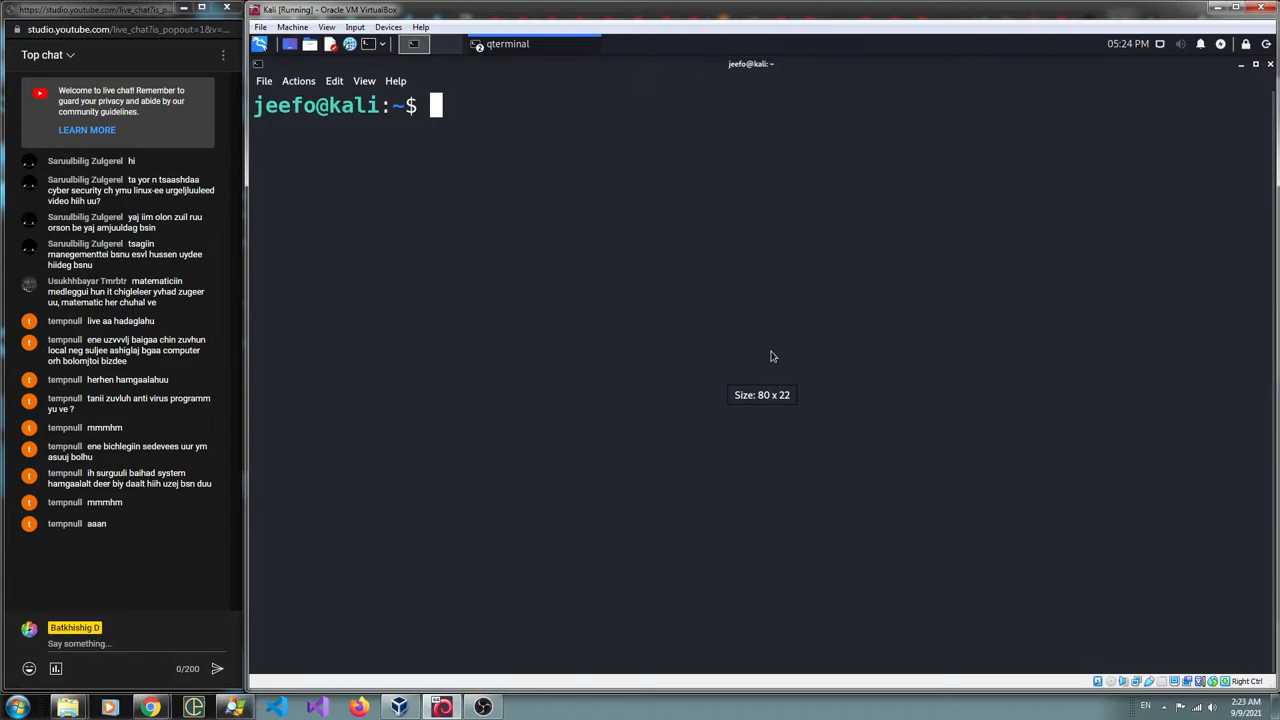 https://studio.youtube.com/live_chat?is_p...
studio.youtube.com/live_chat?is_popout=1&v=...
Top chat
Welcome to live chat! Remember to
guard your privacy and abide by our
community guidelines.
LEARN MORE
Saruulbilig Zulgerel hi
Saruulbilig Zulgerel ta yor n tsaashdaa
cyber security ch ymu linux-ee urgeljluuleed
video hiih uu?
Saruulbilig Zulgerel yaj iim olon zuil ruu
orson be yaj amjuuldag bsin
Saruulbilig Zulgerel tsagiin
manegementtei bsnu esvl hussen uydee
hiideg bsnu
Usukhhbayar Tmrbtr matematiciin
medleggui hun it chigleleer yvhad zugeer
uu, matematic her chuhal ve
tempnull live aa hadaglahu
tempnull ene uzvvvlj baigaa chin zuvhun
local neg suljee ashiglaj bgaa computer
orh bolomjtoi bizdee
tempnull herhen hamgaalahuu
tempnull tanii zuvluh anti virus programm
yu ve ?
tempnull mmmhm
tempnull ene bichlegiin sedevees uur ym
asuuj bolhu
tempnull ih surguuli baihad system
hamgaalalt deer biy daalt hiih uzej bsn duu
tempnull mmmhm
tempnull aaan
Batkhishig D
Say something...
0/200
Kali [Running] - Oracle VM VirtualBox
File Machine View Input Devices Help
2 qterminal
05:24 PM
jeefo@kali: ~
File Actions Edit View Help
jeefo@kali:~$
Size: 80 x 22
Right Ctrl
EN
2:23 AM
9/9/2021